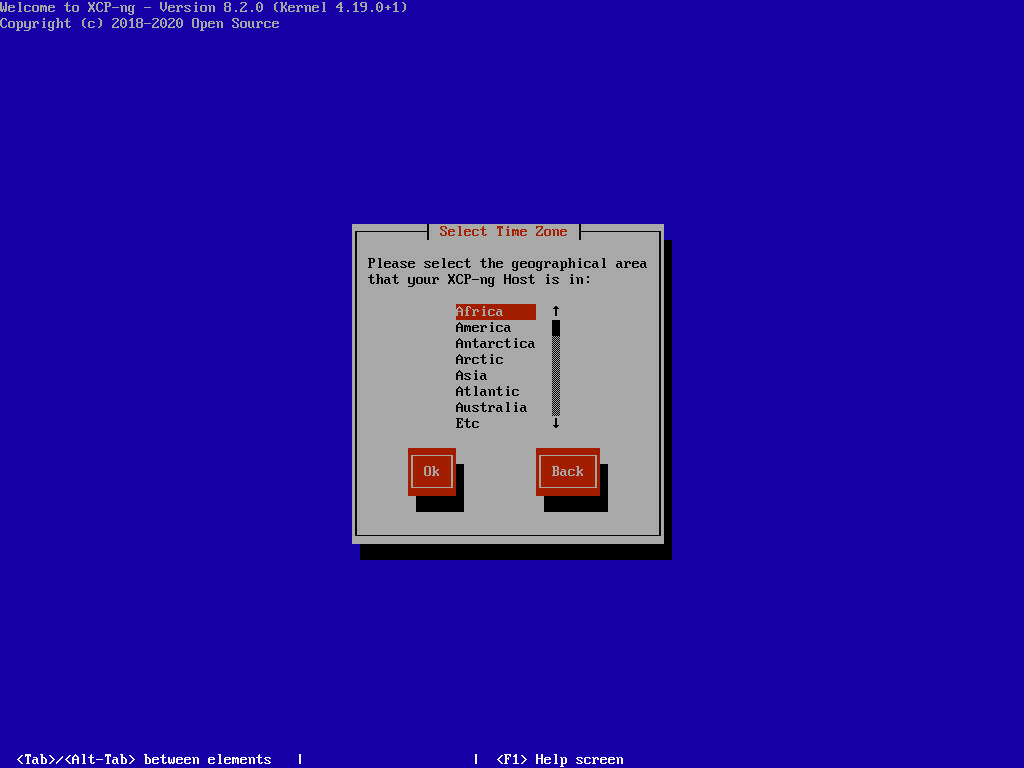 Welcome to XCP-ng - Version 8.2.0 (Kernel 4.19.0+1)
Copyright (c) 2018-2020 Open Source
Select Time Zone
Please select the geographical area
that your XCP-ng Host is in:
Africa ↑
America
Antarctica
Arctic
Asia
Atlantic
Australia
Etc ↓
Ok Back
<Tab>/<Alt-Tab> between elements | | <F1> Help screen